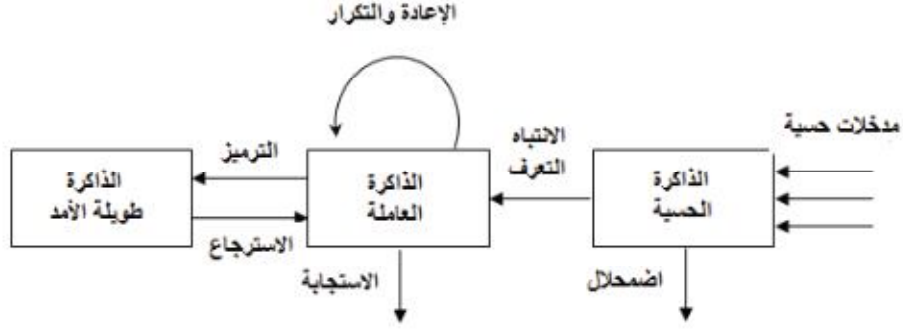 الإعادة والتكرار
مدخلات حسية
الذاكرة
الحسية
الانتباه
التعرف
الذاكرة
العاملة
الترميز
الاسترجاع
الذاكرة
طويلة الأمد
اضمحلال
الاستجابة